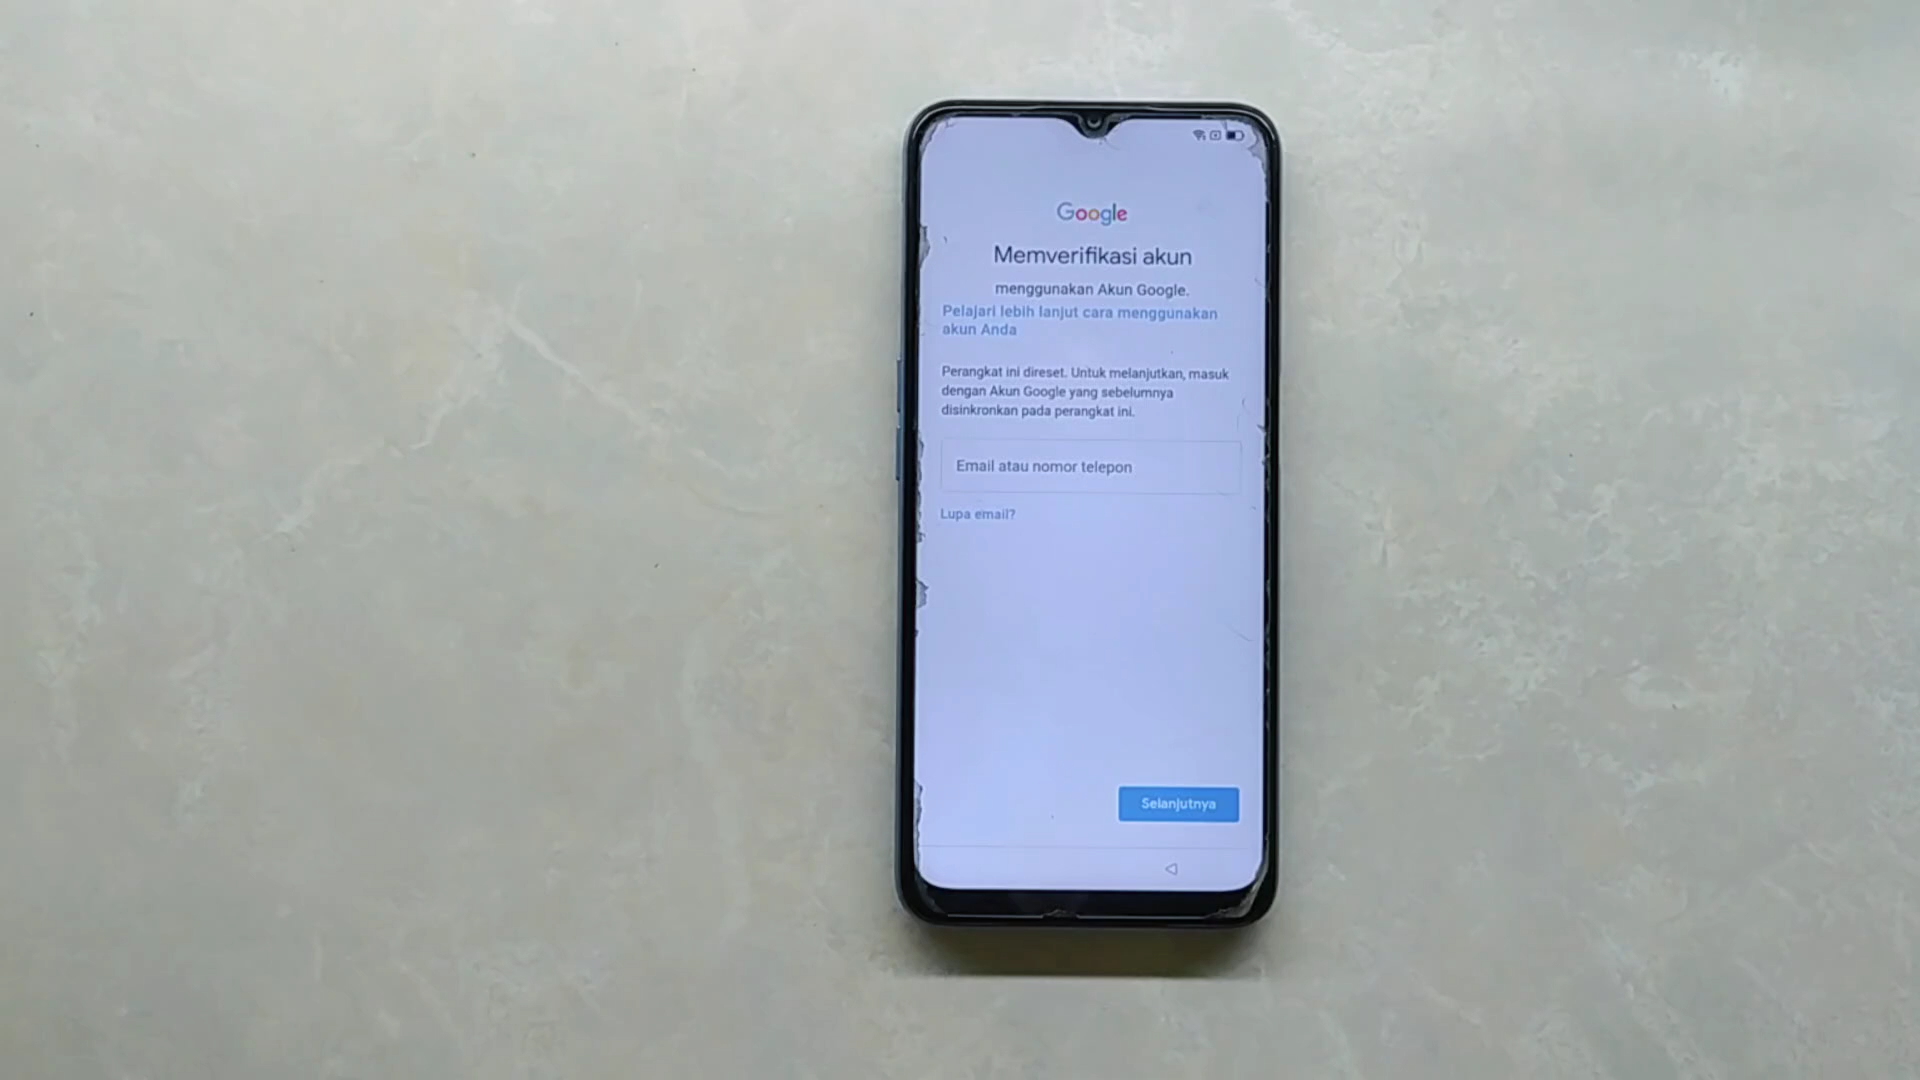 Google
Memverifikasi akun
menggunakan Akun Google.
Pelajari lebih lanjut cara menggunakan
akun Anda
Perangkat ini direset. Untuk melanjutkan, masuk
dengan Akun Google yang sebelumnya
disinkronkan pada perangkat ini.
Email atau nomor telepon
Lupa email?
Selanjutnya